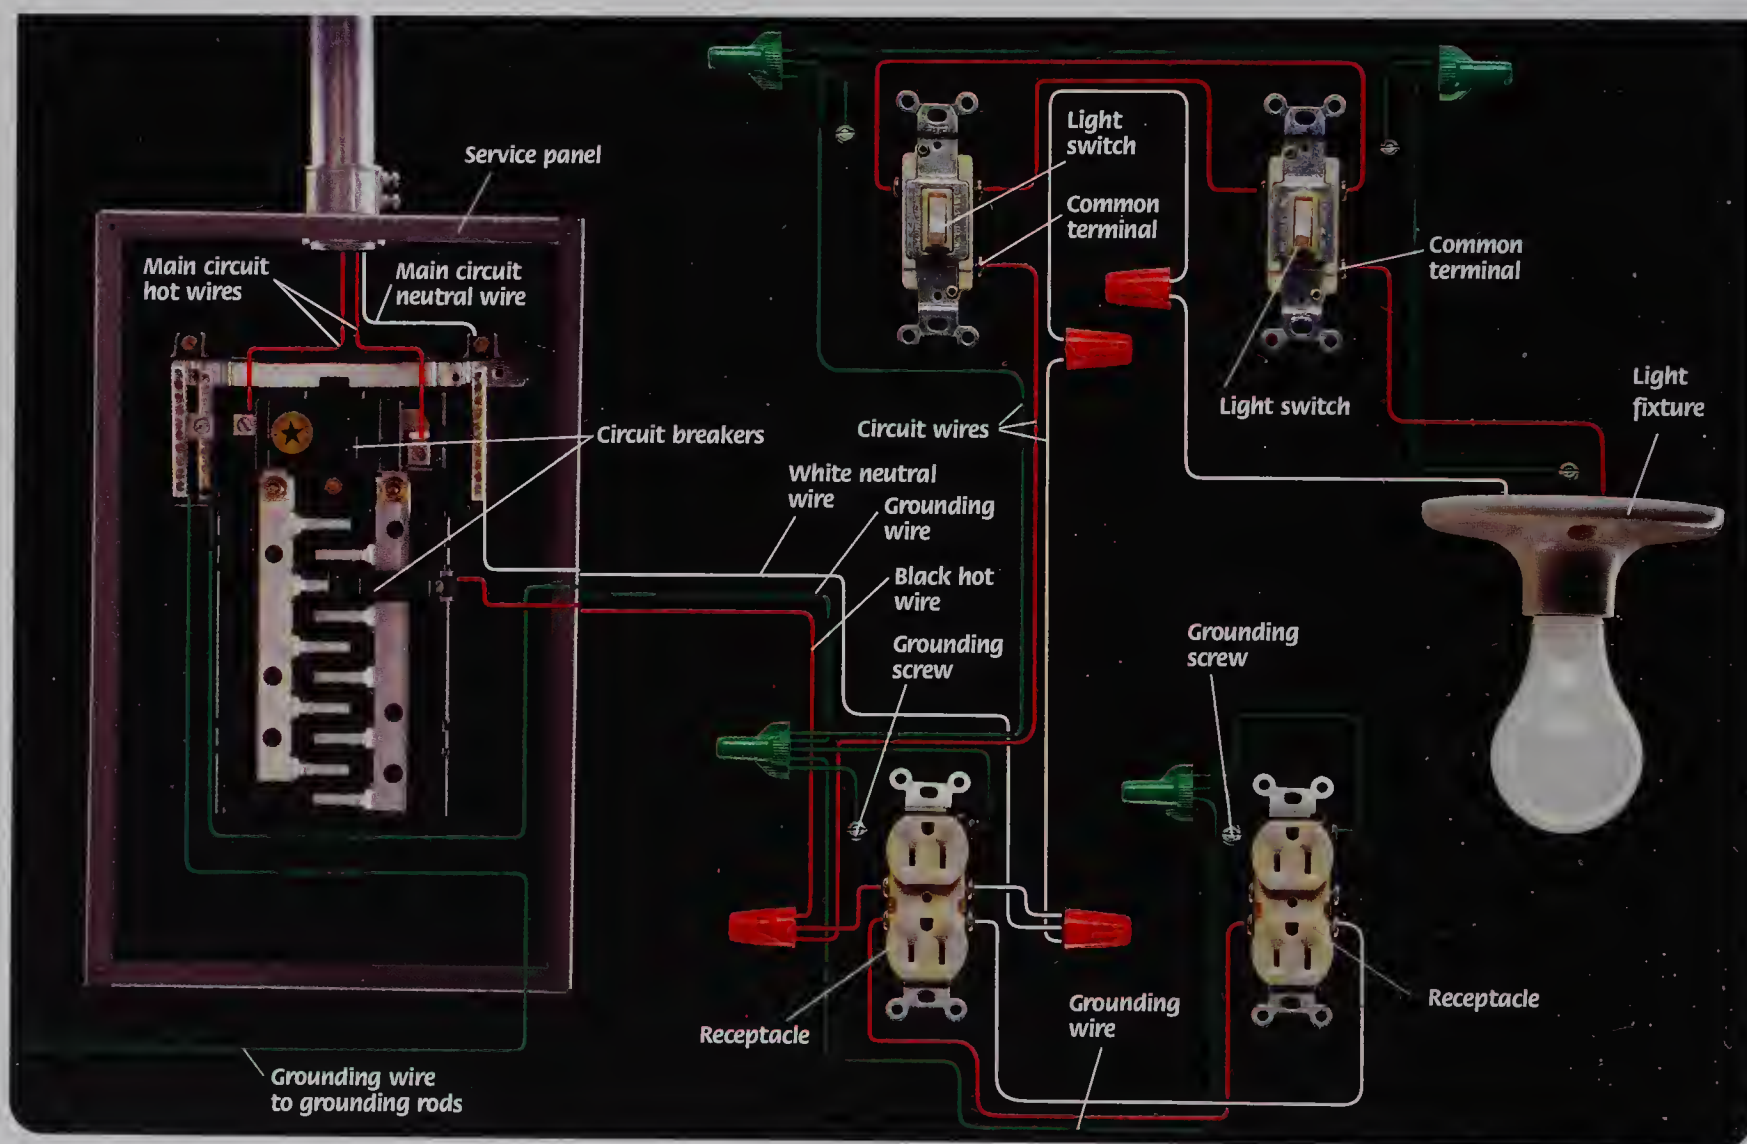 Service panel
Main circuit
hot wires
Main circuit
neutral wire
Circuit breakers
Light
switch
Common
terminal
Common
terminal
Light switch
Light
fixture
Circuit wires
White neutral
wire
Grounding
wire
Black hot
wire
Grounding
screw
Grounding
screw
Receptacle
Grounding
wire
Receptacle
Grounding wire
to grounding rods